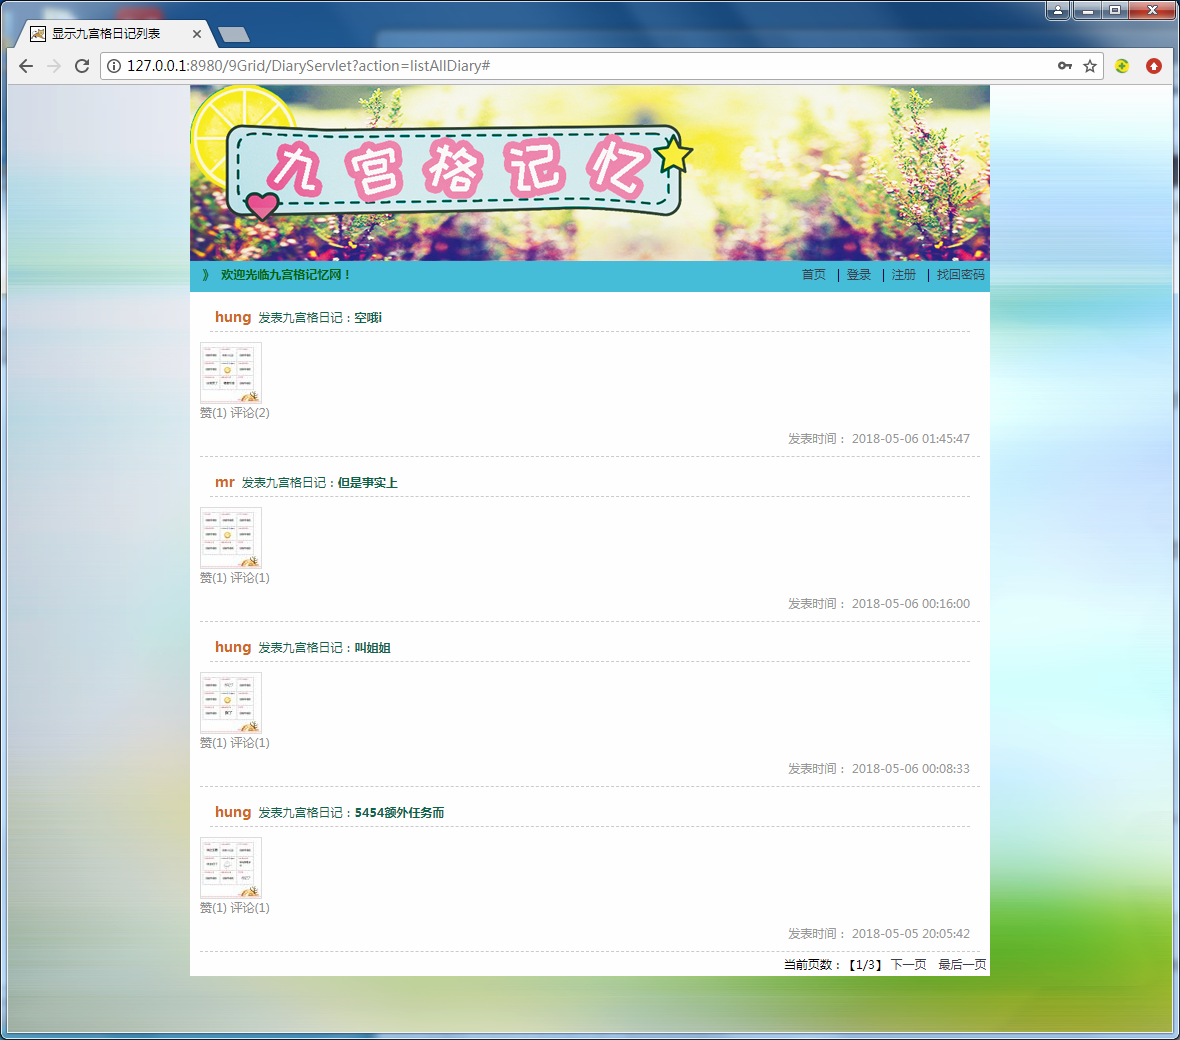 显示九宫格日记列表
127.0.0.1:8980/9Grid/DiaryServlet?action=listAllDiary#
九宫格记忆
》 欢迎光临九宫格记忆网！ 首页 | 登录 | 注册 | 找回密码
hung 发表九宫格日记：空哦i
赞(1) 评论(2)
发表时间： 2018-05-06 01:45:47
mr 发表九宫格日记：但是事实上
赞(1) 评论(1)
发表时间： 2018-05-06 00:16:00
hung 发表九宫格日记：叫姐姐
赞(1) 评论(1)
发表时间： 2018-05-06 00:08:33
hung 发表九宫格日记：5454额外任务而
赞(1) 评论(1)
发表时间： 2018-05-05 20:05:42
当前页数：【1/3】 下一页 最后一页